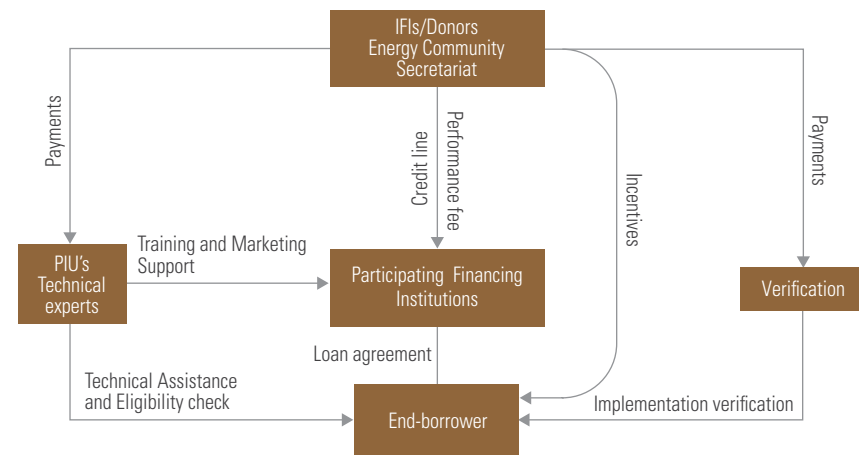 IFIs/Donors
Energy Community
Secretariat
Payments
Credit line
Performance fee
Incentives
Payments
Training and Marketing
Support
PIU's
Technical
experts
Participating Financing
Institutions
Verification
Loan agreement
Technical Assistance
and Eligibility check
End-borrower
Implementation verification